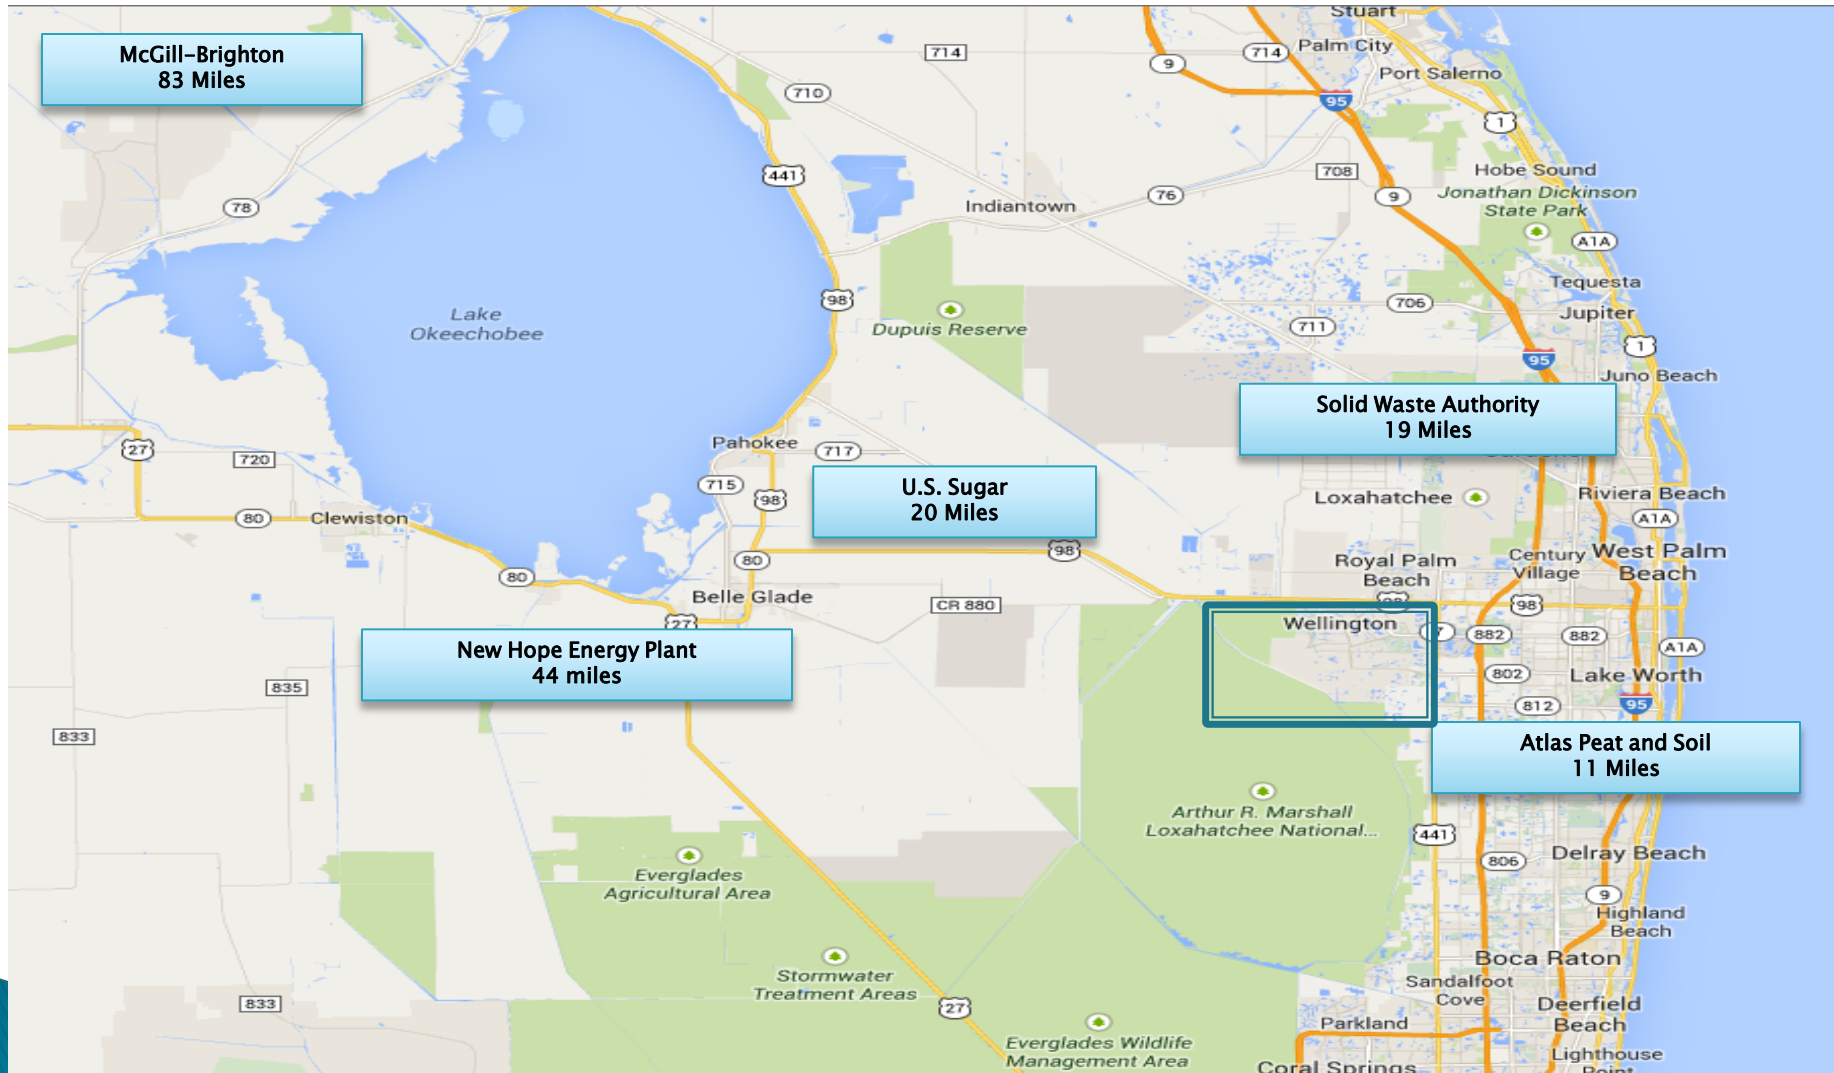 Stuart
McGill-Brighton
83 Miles
714
9
714
Palm City
Port Salerno
710
95
1
441
708
Hobe Sound
Jonathan Dickinson
State Park
78
Indiantown
76
9
A1A
Tequesta
98
706
Jupiter
Lake
Okeechobee
Dupuis Reserve
711
1
95
Juno Beach
Solid Waste Authority
19 Miles
27
720
Pahokee
717
U.S. Sugar
20 Miles
715
98
Loxahatchee
Riviera Beach
80
Clewiston
A1A
98
80
80
Royal Palm
Beach
Century
Village
West Palm
Beach
Belle Glade
CR 880
98
98
27
Wellington
7
882
882
A1A
New Hope Energy Plant
44 miles
835
802
Lake Worth
812
95
833
Atlas Peat and Soil
11 Miles
Arthur R. Marshall
Loxahatchee National...
441
806
Delray Beach
Everglades
Agricultural Area
9
Highland
Beach
Stormwater
Treatment Areas
Boca Raton
Sandalfoot
Cove
833
27
Deerfield
Beach
Parkland
Everglades Wildlife
Management Area
Lighthouse
Point
Coral Springs